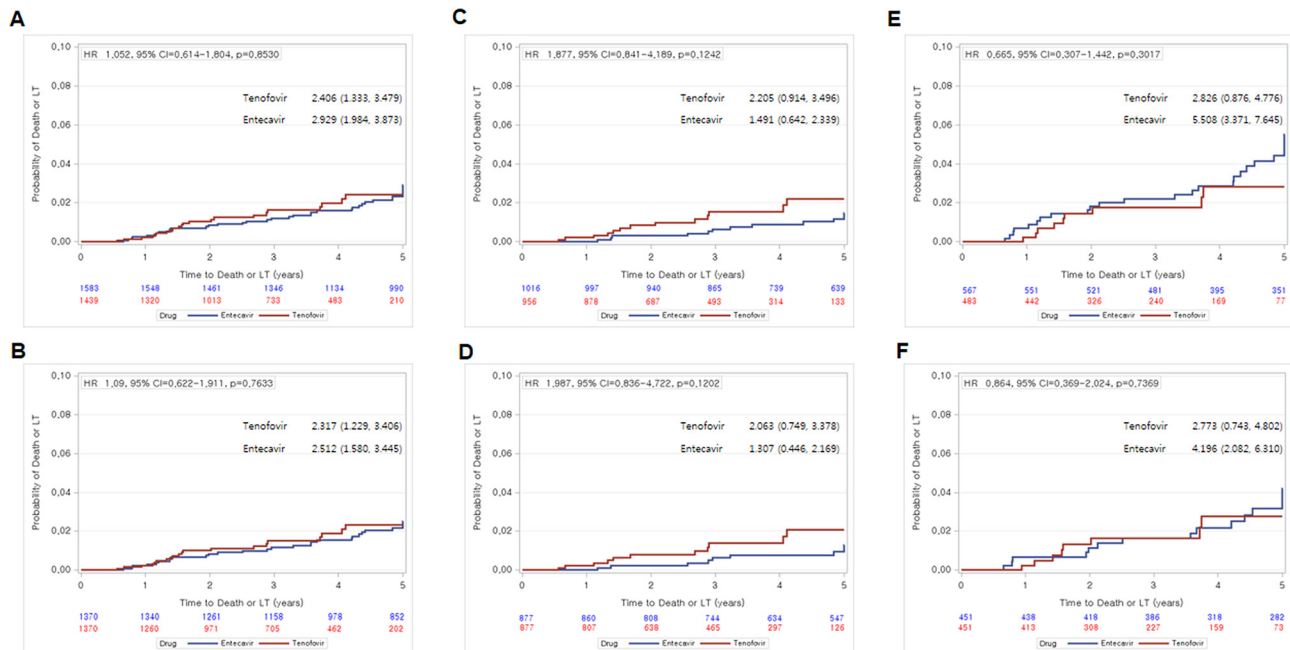 A
HR 1,052, 95% CI=0,614-1,804, p=0,8530
0,10
0,08
0,06
0,04
0,02
0,00
Probability of Death or LT
Tenofovir 2.406 (1.333, 3.479)
Entecavir 2.929 (1.984, 3.873)
0 1 2 3 4 5
Time to Death or LT (years)
1583 1548 1461 1346 1134 990
1439 1320 1013 733 483 210
Drug Entecavir Tenofovir
C
HR 1,877, 95% CI=0,841-4,189, p=0,1242
0,10
0,08
0,06
0,04
0,02
0,00
Probability of Death or LT
Tenofovir 2.205 (0.914, 3.496)
Entecavir 1.491 (0.642, 2.339)
0 1 2 3 4 5
Time to Death or LT (years)
1016 997 940 865 739 639
956 878 687 493 314 133
Drug Entecavir Tenofovir
E
HR 0,665, 95% CI=0,307-1,442, p=0,3017
0,10
0,08
0,06
0,04
0,02
0,00
Probability of Death or LT
Tenofovir 2.826 (0.876, 4.776)
Entecavir 5.508 (3.371, 7.645)
0 1 2 3 4 5
Time to Death or LT (years)
567 551 521 481 395 351
483 442 326 240 169 77
Drug Entecavir Tenofovir
B
HR 1,09, 95% CI=0,622-1,911, p=0,7633
0,10
0,08
0,06
0,04
0,02
0,00
Probability of Death or LT
Tenofovir 2.317 (1.229, 3.406)
Entecavir 2.512 (1.580, 3.445)
0 1 2 3 4 5
Time to Death or LT (years)
1370 1340 1261 1158 978 852
1370 1260 971 705 462 202
Drug Entecavir Tenofovir
D
HR 1,987, 95% CI=0,836-4,722, p=0,1202
0,10
0,08
0,06
0,04
0,02
0,00
Probability of Death or LT
Tenofovir 2.063 (0.749, 3.378)
Entecavir 1.307 (0.446, 2.169)
0 1 2 3 4 5
Time to Death or LT (years)
877 860 808 744 634 547
877 807 638 465 297 126
Drug Entecavir Tenofovir
F
HR 0,864, 95% CI=0,369-2,024, p=0,7369
0,10
0,08
0,06
0,04
0,02
0,00
Probability of Death or LT
Tenofovir 2.773 (0.743, 4.802)
Entecavir 4.196 (2.082, 6.310)
0 1 2 3 4 5
Time to Death or LT (years)
451 438 418 386 318 282
451 413 308 227 159 73
Drug Entecavir Tenofovir